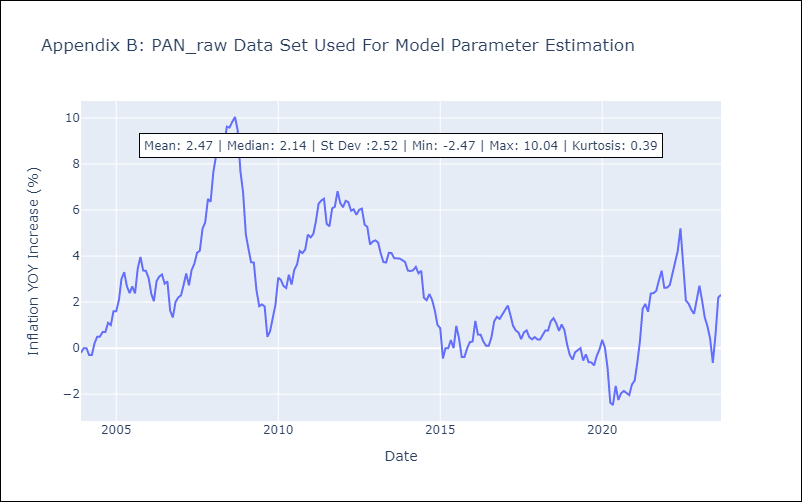 Appendix B: PAN_raw Data Set Used For Model Parameter Estimation
10
Mean: 2.47 | Median: 2.14 | St Dev :2.52 | Min: -2.47 | Max: 10.04 | Kurtosis: 0.39
8
6
4
2
0
−2
Inflation YOY Increase (%)
2005 2010 2015 2020
Date